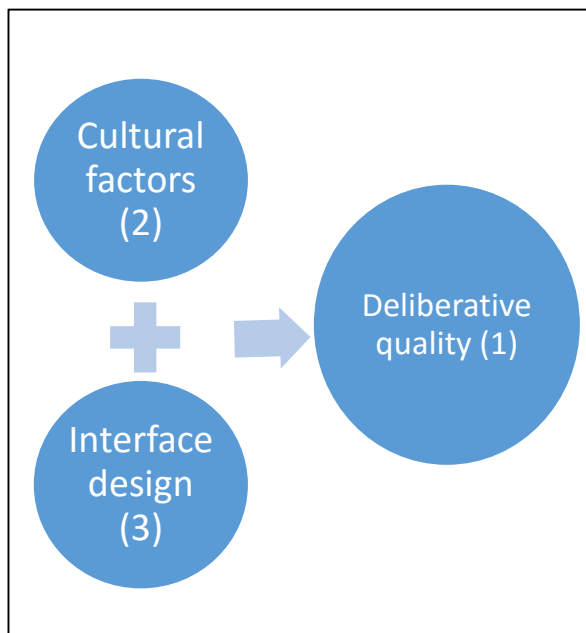 Cultural
factors
(2)
Interface
design
(3)
Deliberative
quality (1)